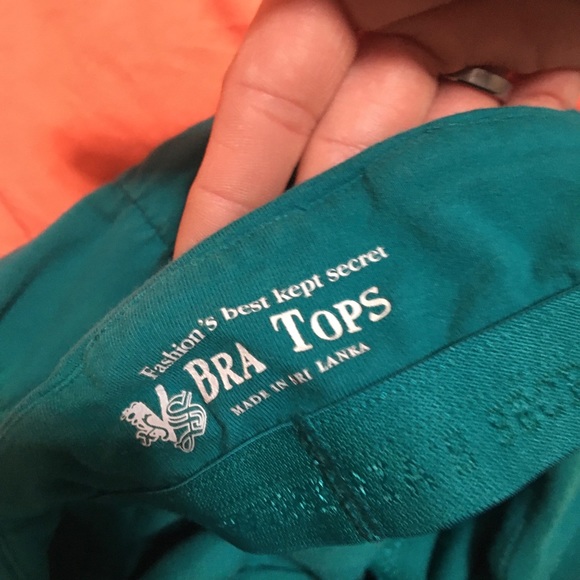 Fashion's best kept secret
BRA TOPS
MADE IN SRI LANKA